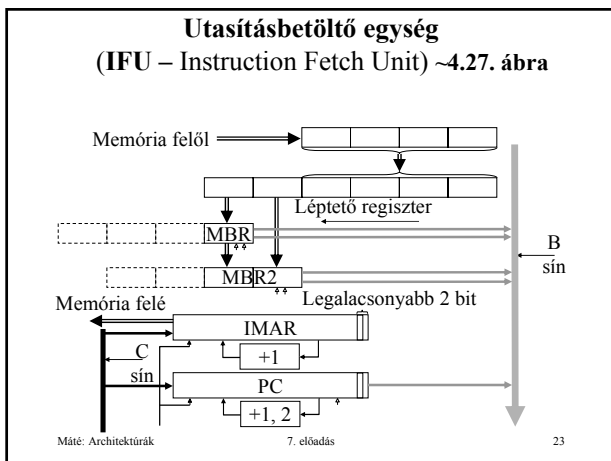 Utasításbetöltő egység
(IFU – Instruction Fetch Unit) ~4.27. ábra
Memória felől
Léptető regiszter
MBR
B
sín
MBR2
Legalacsonyabb 2 bit
Memória felé
IMAR
C
sín
+1
PC
+1, 2
Máté: Architektúrák 7. előadás 23